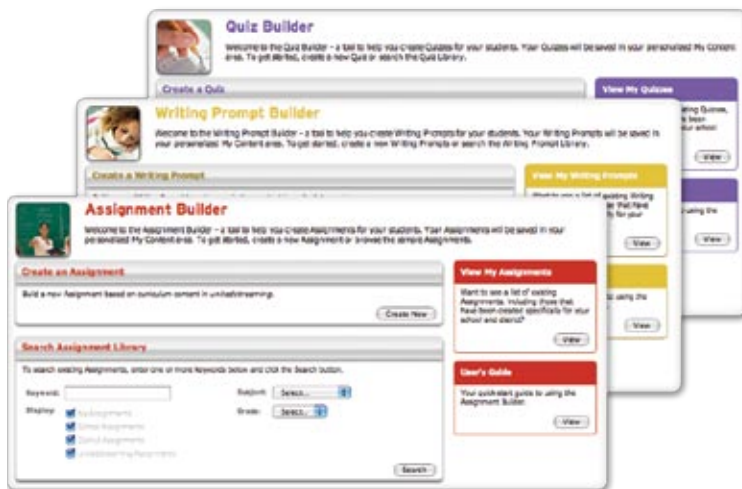 Quiz Builder
Welcome to the Quiz Builder – a tool to help you create Quizzes for your students. Your Quizzes will be saved in your personalized My Content
area. To get started, create a new Quiz or search the Quiz Library.
Create a Quiz
View My Quizzes
View
View
Writing Prompt Builder
Welcome to the Writing Prompt Builder – a tool to help you create Writing Prompts for your students. Your Writing Prompts will be saved in
your personalized My Content area. To get started, create a new Writing Prompts or search the Writing Prompt Library.
Create a Writing Prompt
View My Writing Prompts
View
View
Assignment Builder
Welcome to the Assignment Builder – a tool to help you create Assignments for your students. Your Assignments will be saved in your
personalized My Content area. To get started, create a new Assignment or browse the sample Assignments.
Create an Assignment
Build a new Assignment based on curriculum content in unitedstreaming.
Create New
View My Assignments
Want to see a list of existing
Assignments, including those that
have been created specifically for your
school and district?
View
Search Assignment Library
To search existing Assignments, enter one or more keywords below and click the Search button.
Keyword:
Subject: Select...
Display:
Grade: Select...
My Assignments
School Assignments
District Assignments
unitedstreaming Assignments
Search
User's Guide
Your quick-start guide to using the
Assignment Builder.
View